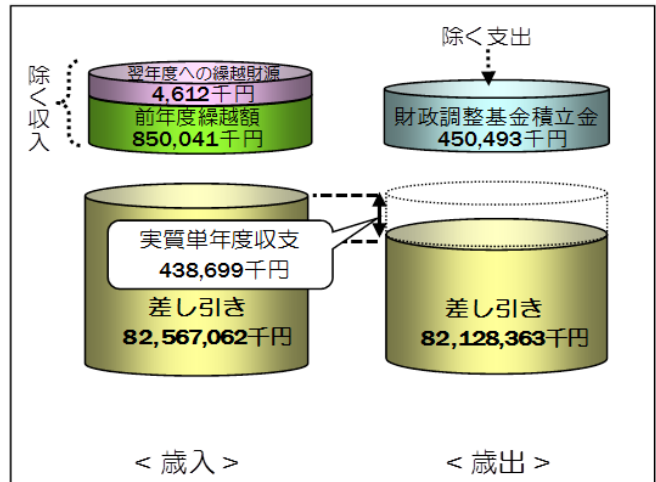 除く収入
翌年度への繰越財源
4,612千円
前年度繰越額
850,041千円
除く支出
財政調整基金積立金
450,493千円
実質単年度収支
438,699千円
差し引き
82,567,062千円
差し引き
82,128,363千円
＜歳入＞
＜歳出＞